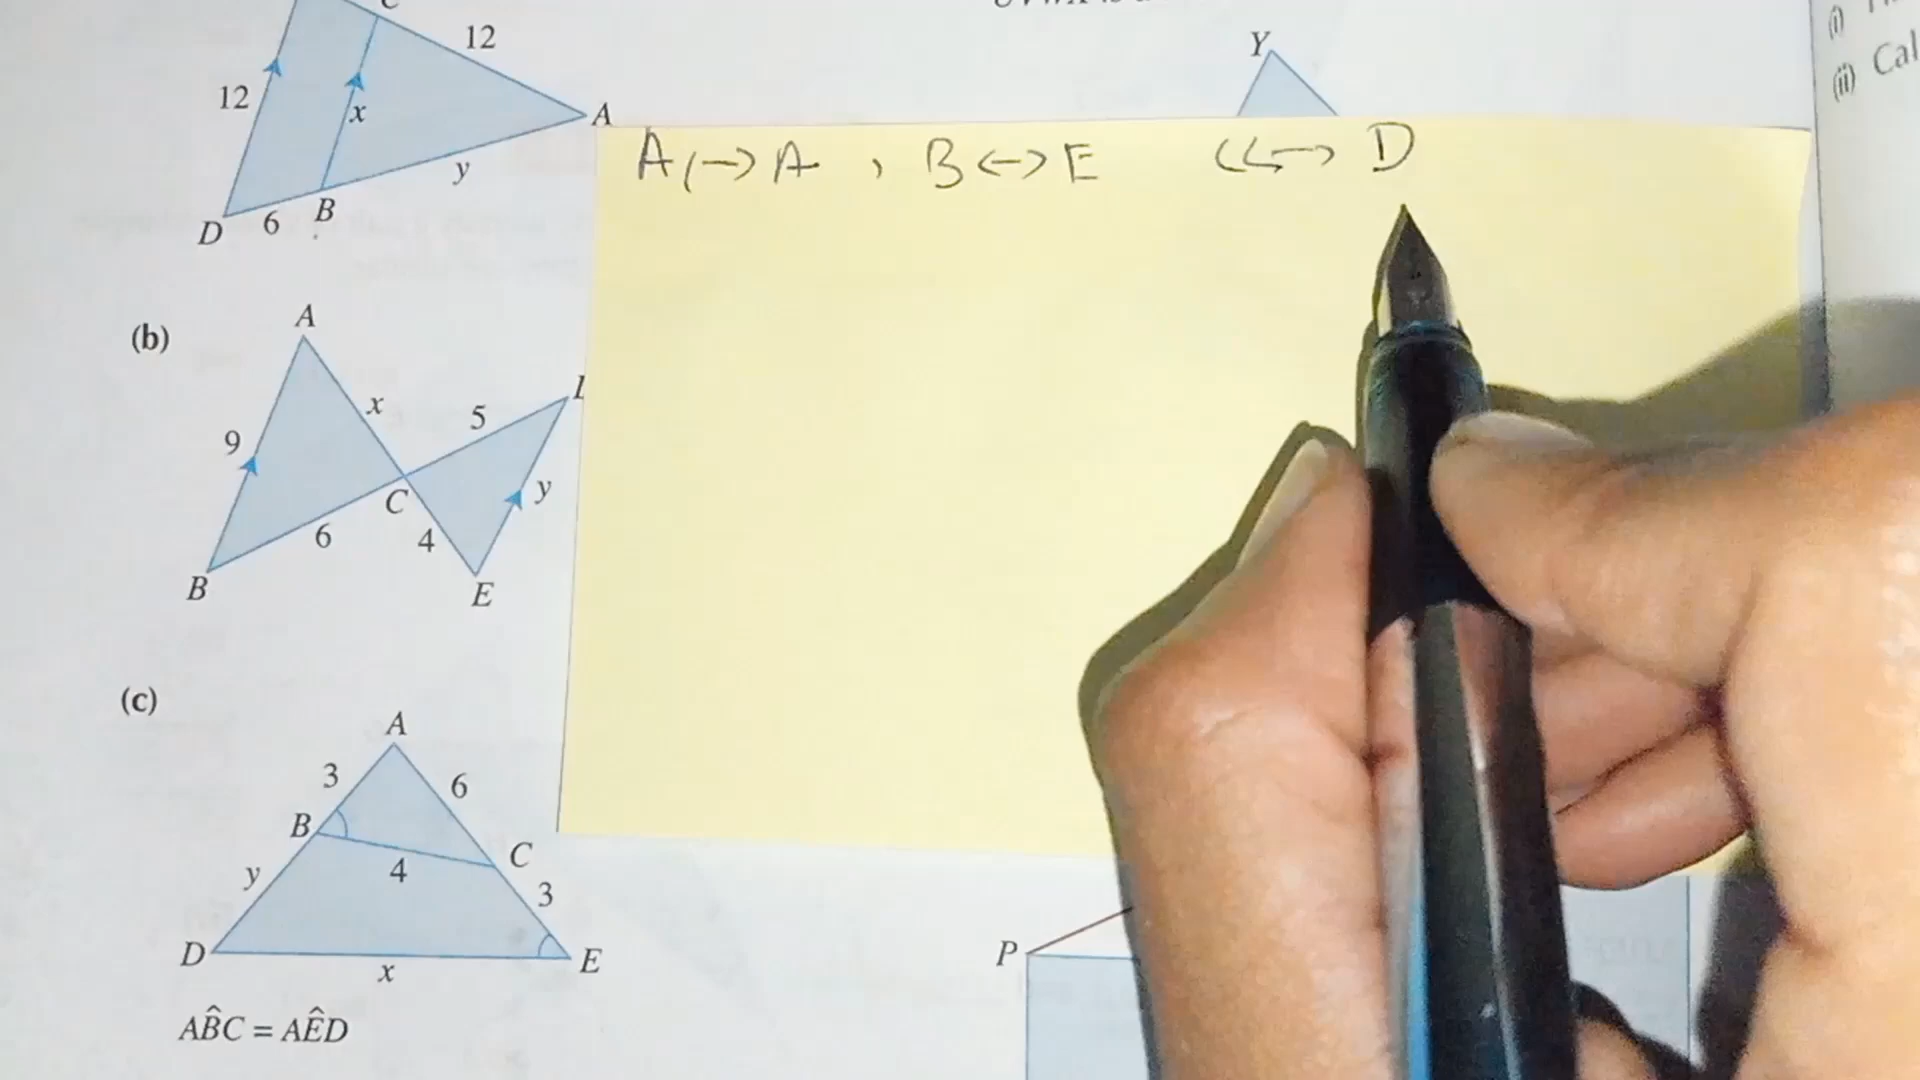 12
A
12
x
y
6
D
B
Y
(i)
(ii) Cal
A ↔ A , B ↔ E C ↔ D
(b)
A
x
5
9
y
C
6
4
B
E
(c)
A
3
6
B
C
4
y
3
D
E
x
P
AB̂C = AÊD